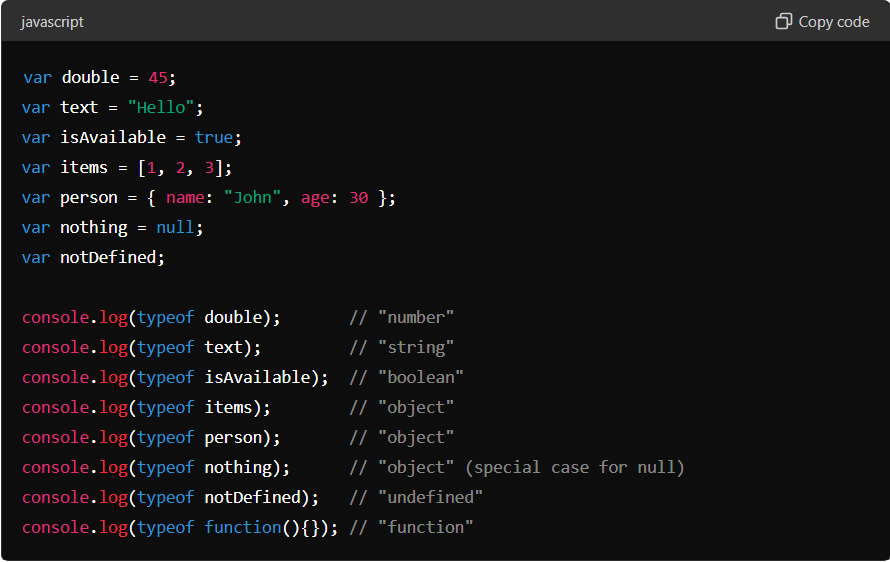 javascript
Copy code
var double = 45;
var text = "Hello";
var isAvailable = true;
var items = [1, 2, 3];
var person = { name: "John", age: 30 };
var nothing = null;
var notDefined;
console.log(typeof double);       // "number"
console.log(typeof text);         // "string"
console.log(typeof isAvailable);  // "boolean"
console.log(typeof items);        // "object"
console.log(typeof person);       // "object"
console.log(typeof nothing);      // "object" (special case for null)
console.log(typeof notDefined);   // "undefined"
console.log(typeof function(){}); // "function"